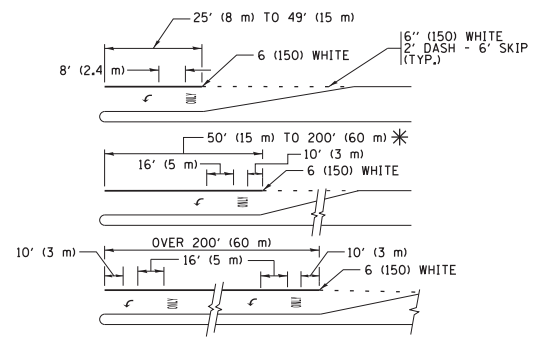 25' (8 m) TO 49' (15 m)
6" (150) WHITE
2' DASH - 6' SKIP
(TYP.)
6 (150) WHITE
8' (2.4 m)
ONLY
50' (15 m) TO 200' (60 m) *
16' (5 m)
10' (3 m)
6 (150) WHITE
ONLY
OVER 200' (60 m)
10' (3 m)
16' (5 m)
10' (3 m)
6 (150) WHITE
ONLY
ONLY